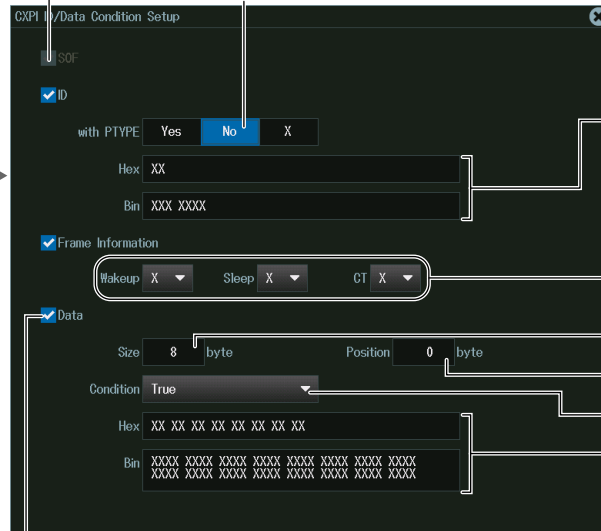 CXPI ID/Data Condition Setup
SOF
ID
with PTYPE Yes No X
Hex XX
Bin XXX XXXX
Frame Information
Wakeup X Sleep X CT X
Data
Size 8 byte Position 0 byte
Condition True
Hex XX XX XX XX XX XX XX XX
Bin XXXX XXXX XXXX XXXX XXXX XXXX XXXX XXXX
XXXX XXXX XXXX XXXX XXXX XXXX XXXX XXXX